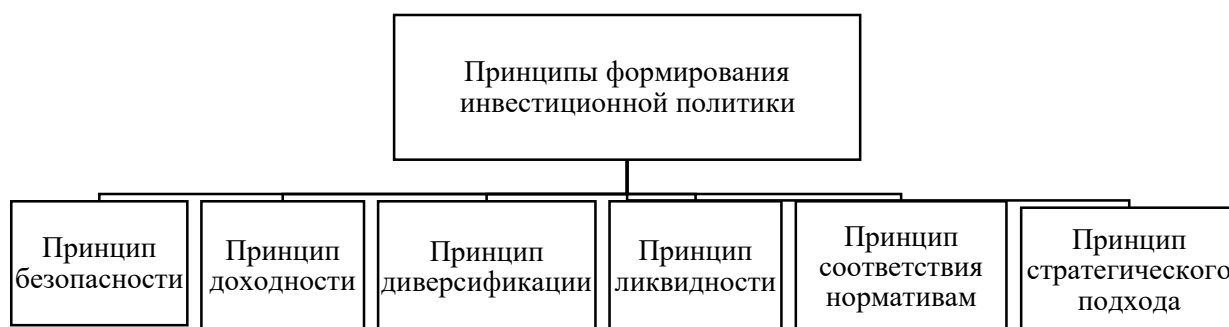 Принципы формирования
инвестиционной политики
Принцип
безопасности
Принцип
доходности
Принцип
диверсификации
Принцип
ликвидности
Принцип
соответствия
нормативам
Принцип
стратегического
подхода